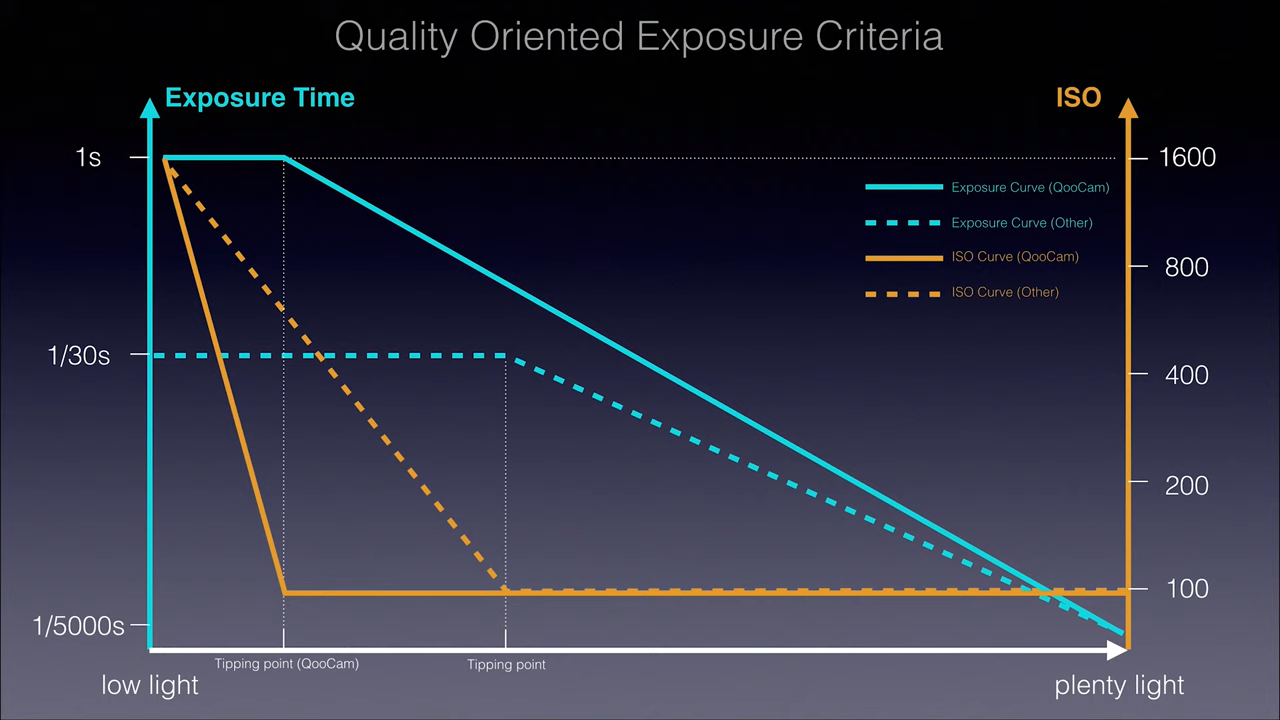 Quality Oriented Exposure Criteria
Exposure Time
ISO
1s
1600
Exposure Curve (QooCam)
Exposure Curve (Other)
ISO Curve (QooCam)
800
ISO Curve (Other)
1/30s
400
200
100
1/5000s
Tipping point (QooCam)
Tipping point
low light
plenty light